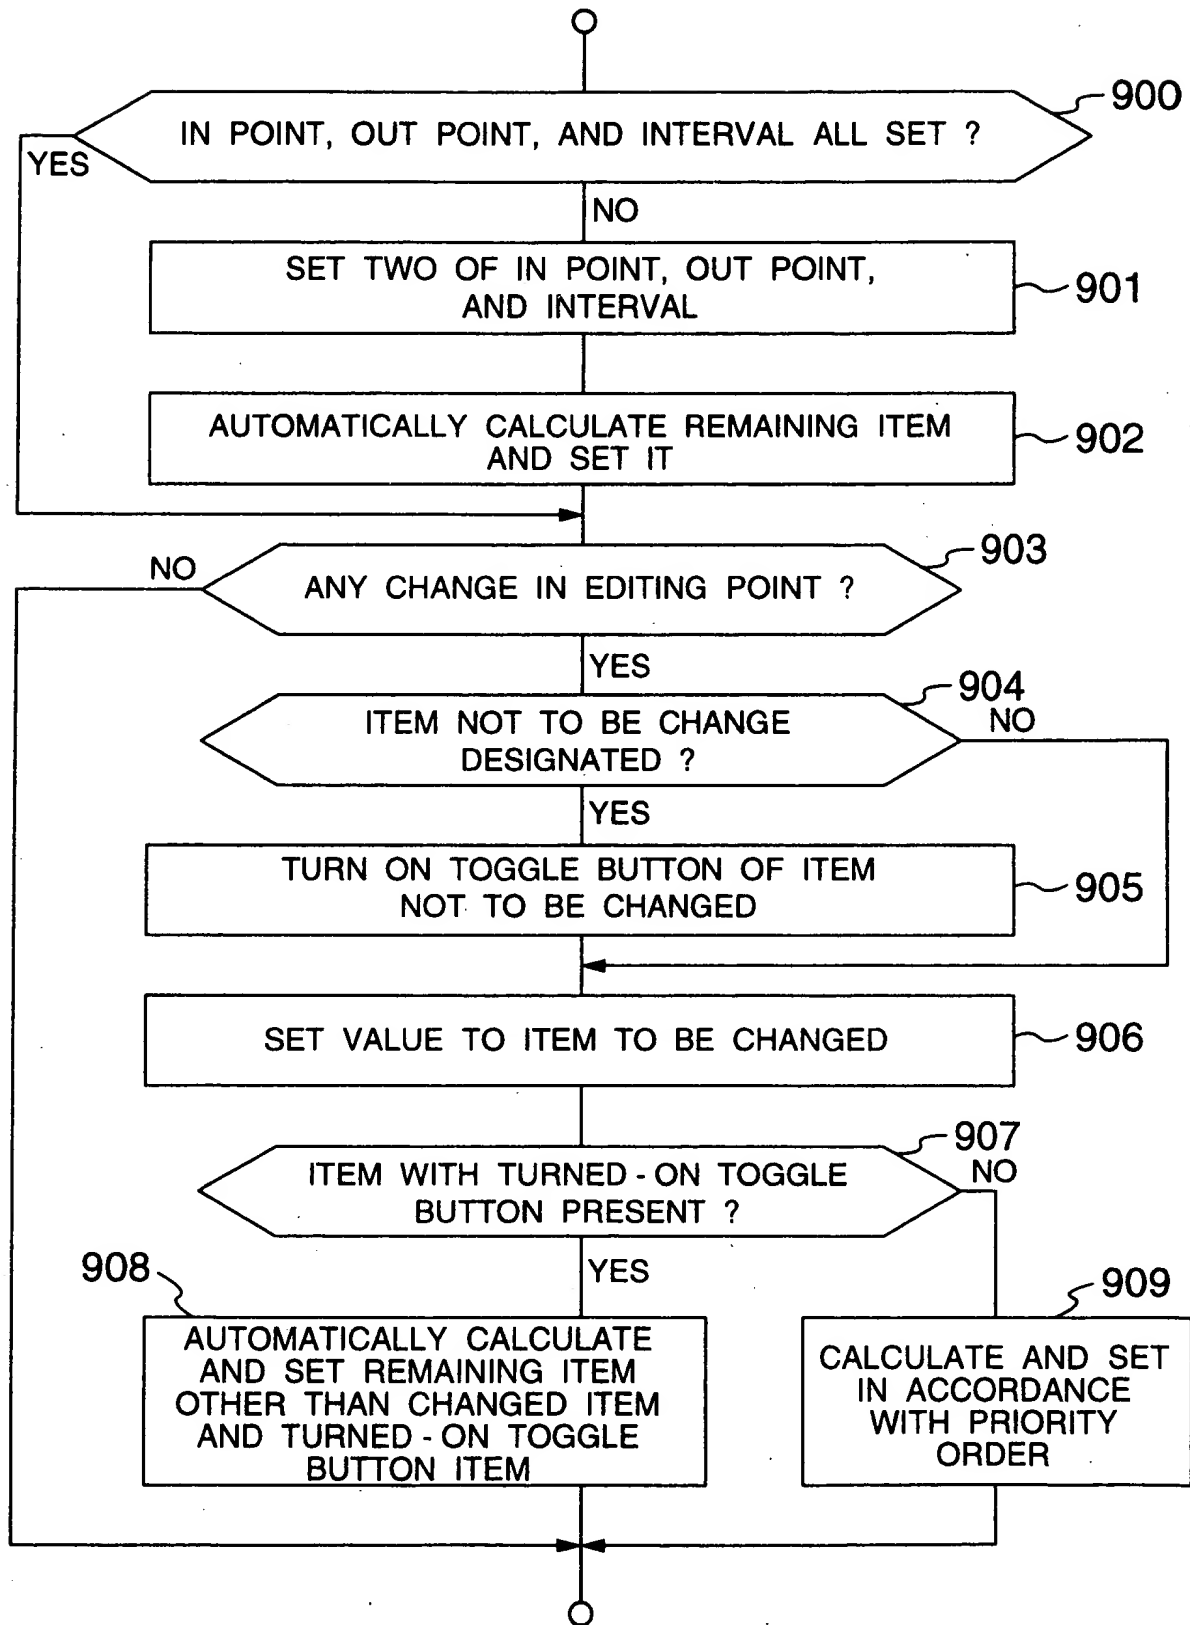 900
IN POINT, OUT POINT, AND INTERVAL ALL SET ?
YES
NO
SET TWO OF IN POINT, OUT POINT,
AND INTERVAL
901
AUTOMATICALLY CALCULATE REMAINING ITEM
AND SET IT
902
903
NO
ANY CHANGE IN EDITING POINT ?
YES
904
NO
ITEM NOT TO BE CHANGE
DESIGNATED ?
YES
TURN ON TOGGLE BUTTON OF ITEM
NOT TO BE CHANGED
905
SET VALUE TO ITEM TO BE CHANGED
906
907
NO
ITEM WITH TURNED-ON TOGGLE
BUTTON PRESENT ?
YES
908
AUTOMATICALLY CALCULATE
AND SET REMAINING ITEM
OTHER THAN CHANGED ITEM
AND TURNED-ON TOGGLE
BUTTON ITEM
909
CALCULATE AND SET
IN ACCORDANCE
WITH PRIORITY
ORDER